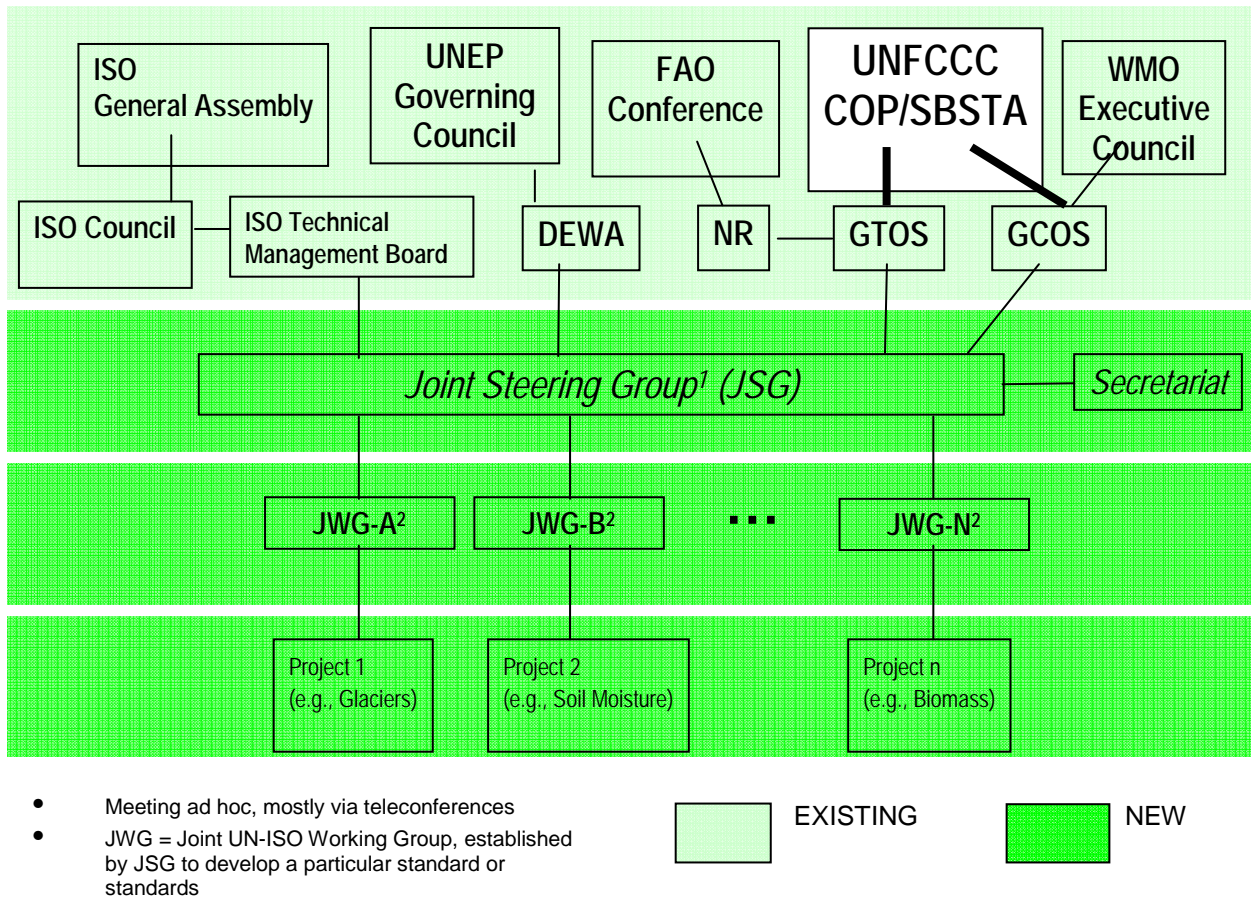 ISO
General Assembly
UNEP
Governing
Council
FAO
Conference
UNFCCC
COP/SBSTA
WMO
Executive
Council
ISO Council
ISO Technical
Management Board
DEWA
NR
GTOS
GCOS
Joint Steering Group¹ (JSG)
Secretariat
JWG-A²
JWG-B²
...
JWG-N²
Project 1
(e.g., Glaciers)
Project 2
(e.g., Soil Moisture)
Project n
(e.g., Biomass)
• Meeting ad hoc, mostly via teleconferences
• JWG = Joint UN-ISO Working Group, established
by JSG to develop a particular standard or
standards
EXISTING
NEW